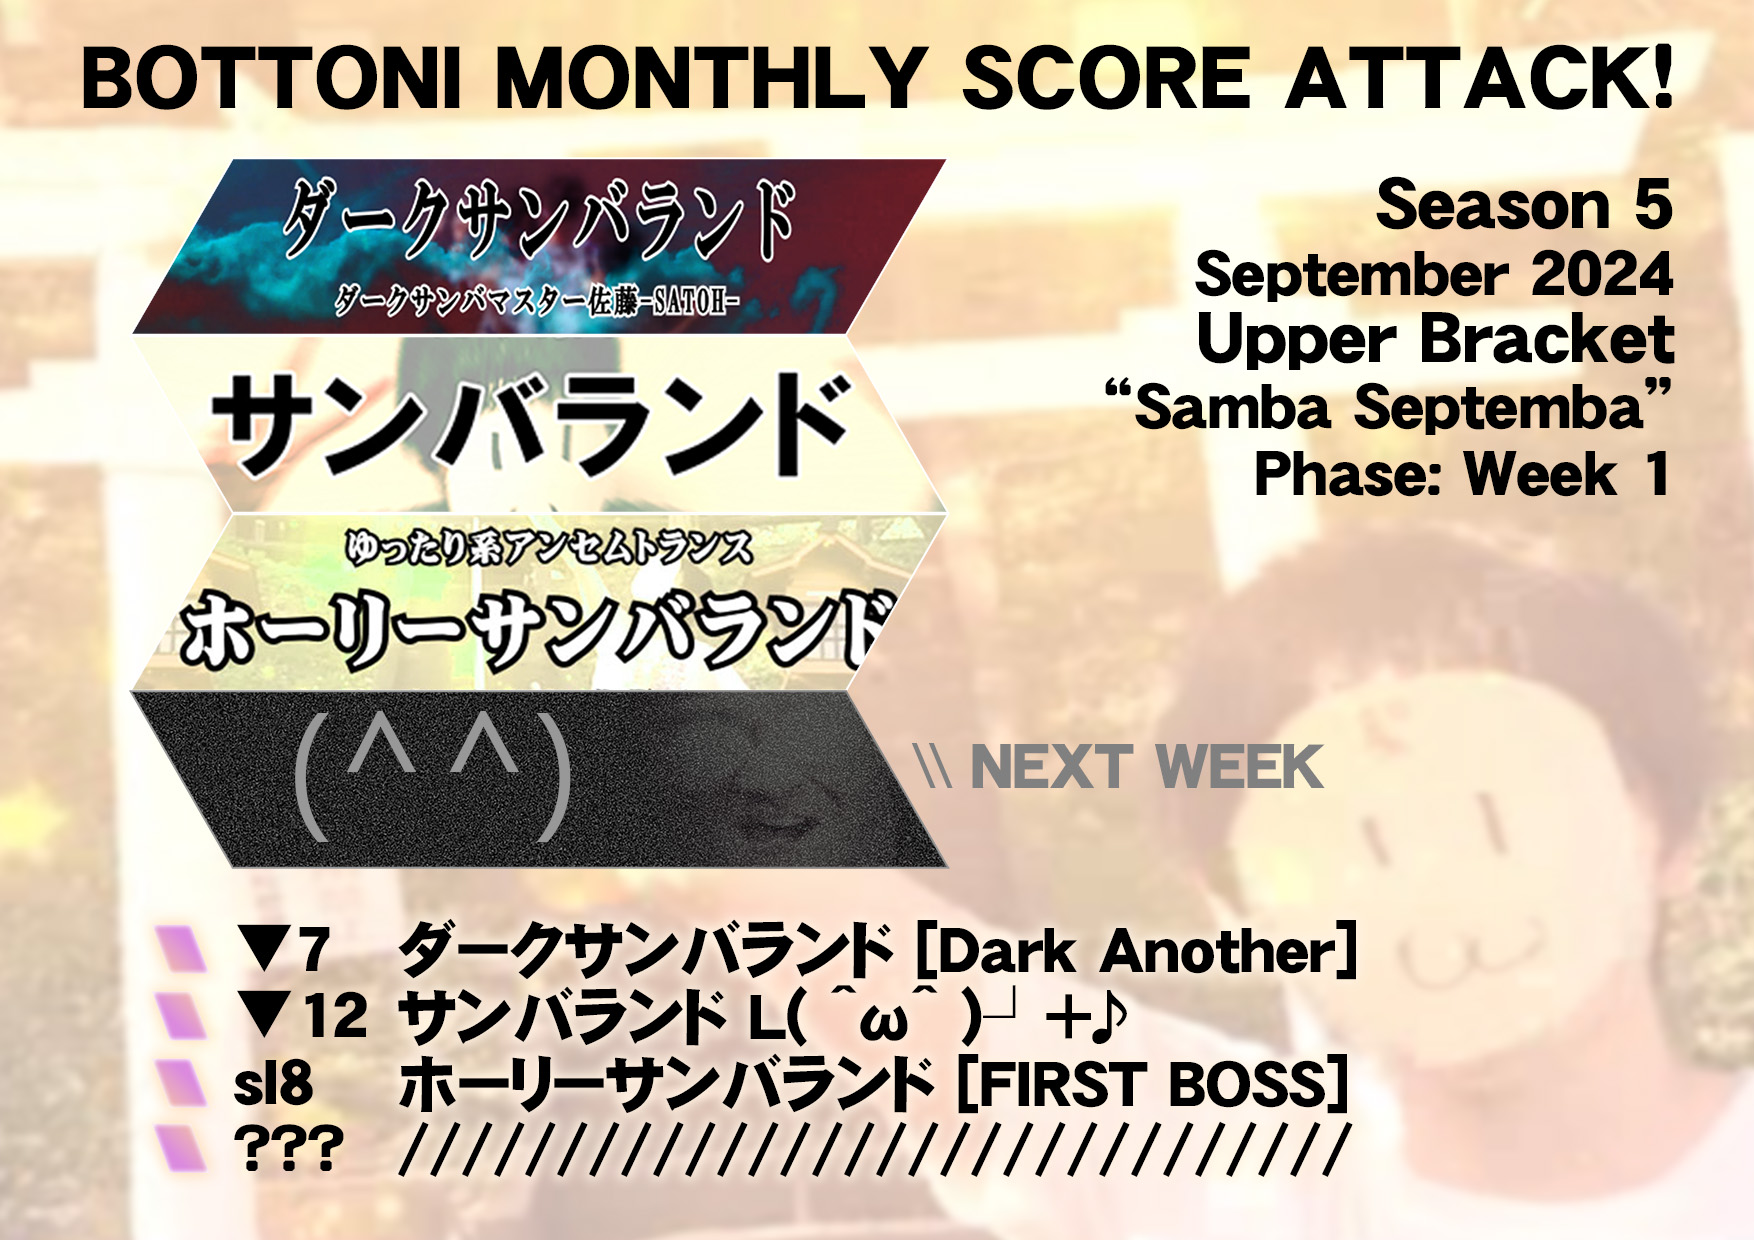 BOTTONI MONTHLY SCORE ATTACK!
ダークサンバランド
ダークサンバマスター佐藤-SATOH-
サンバランド
ゆったり系アンセムトランス
ホーリーサンバランド
(^^)
Season 5
September 2024
Upper Bracket
“Samba Septemba”
Phase: Week 1
\\ NEXT WEEK
▼7 ダークサンバランド [Dark Another]
▼12 サンバランド L( ＾ω＾ )┘＋♪
sl8 ホーリーサンバランド [FIRST BOSS]
??? //////////////////////////////